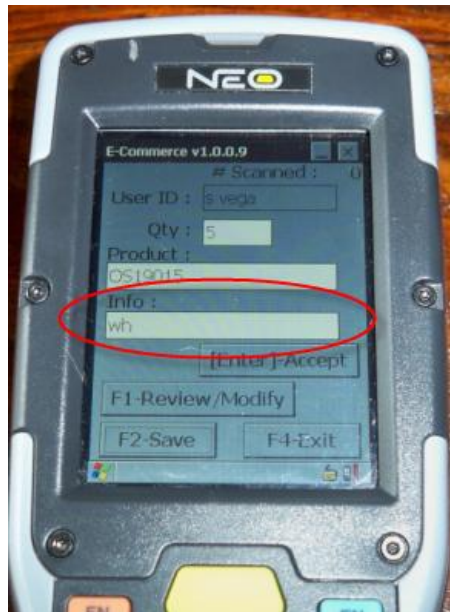 NEO
E-Commerce v1.0.0.9
# Scanned : 0
User ID : s vega
Qty : 5
Product :
OS19015
Info :
wh
[Enter]-Accept
F1-Review/Modify
F2-Save F4-Exit